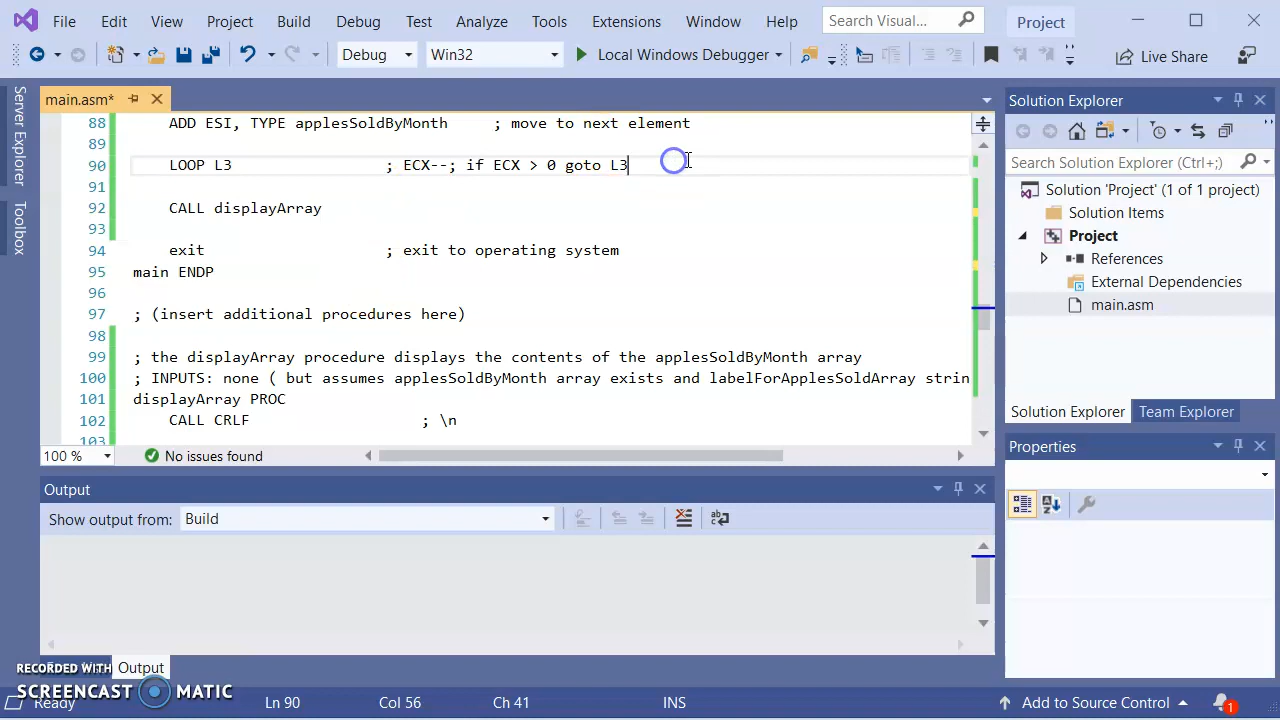 File Edit View Project Build Debug Test Analyze Tools Extensions Window Help Search Visual... Project
Debug Win32 Local Windows Debugger Live Share
Server Explorer
Toolbox
main.asm*
88 ADD ESI, TYPE applesSoldByMonth ; move to next element
89
90 LOOP L3 ; ECX--; if ECX > 0 goto L3
91
92 CALL displayArray
93
94 exit ; exit to operating system
95 main ENDP
96
97 ; (insert additional procedures here)
98
99 ; the displayArray procedure displays the contents of the applesSoldByMonth array
100 ; INPUTS: none ( but assumes applesSoldByMonth array exists and labelForApplesSoldArray strin
101 displayArray PROC
102 CALL CRLF ; \n
103
100 % No issues found
Solution Explorer
Search Solution Explorer (Ctrl+;)
Solution 'Project' (1 of 1 project)
Solution Items
Project
References
External Dependencies
main.asm
Solution Explorer Team Explorer
Properties
Output
Show output from: Build
Output
RECORDED WITH
SCREENCAST MATIC
Ready Ln 90 Col 56 Ch 41 INS Add to Source Control 1